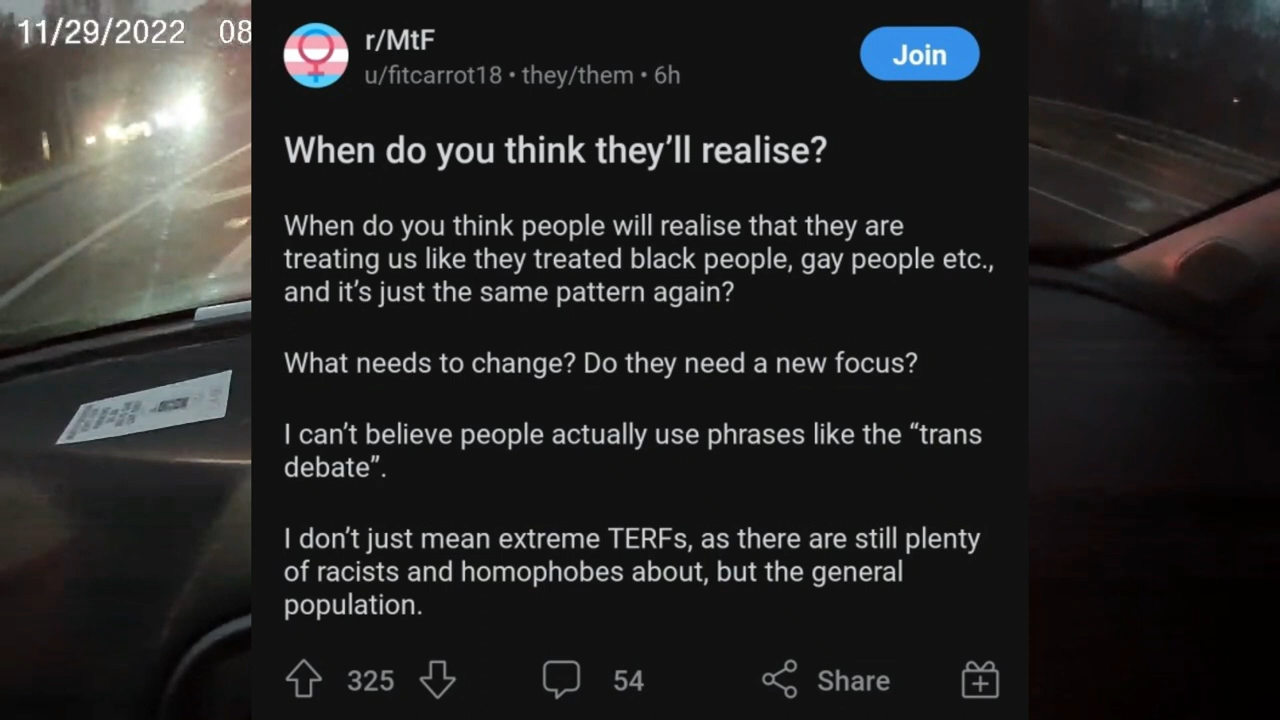 11/29/2022 08
r/MtF
u/fitcarrot18 • they/them • 6h
Join
When do you think they'll realise?
When do you think people will realise that they are
treating us like they treated black people, gay people etc.,
and it's just the same pattern again?
What needs to change? Do they need a new focus?
I can't believe people actually use phrases like the “trans
debate”.
I don't just mean extreme TERFs, as there are still plenty
of racists and homophobes about, but the general
population.
325
54
Share